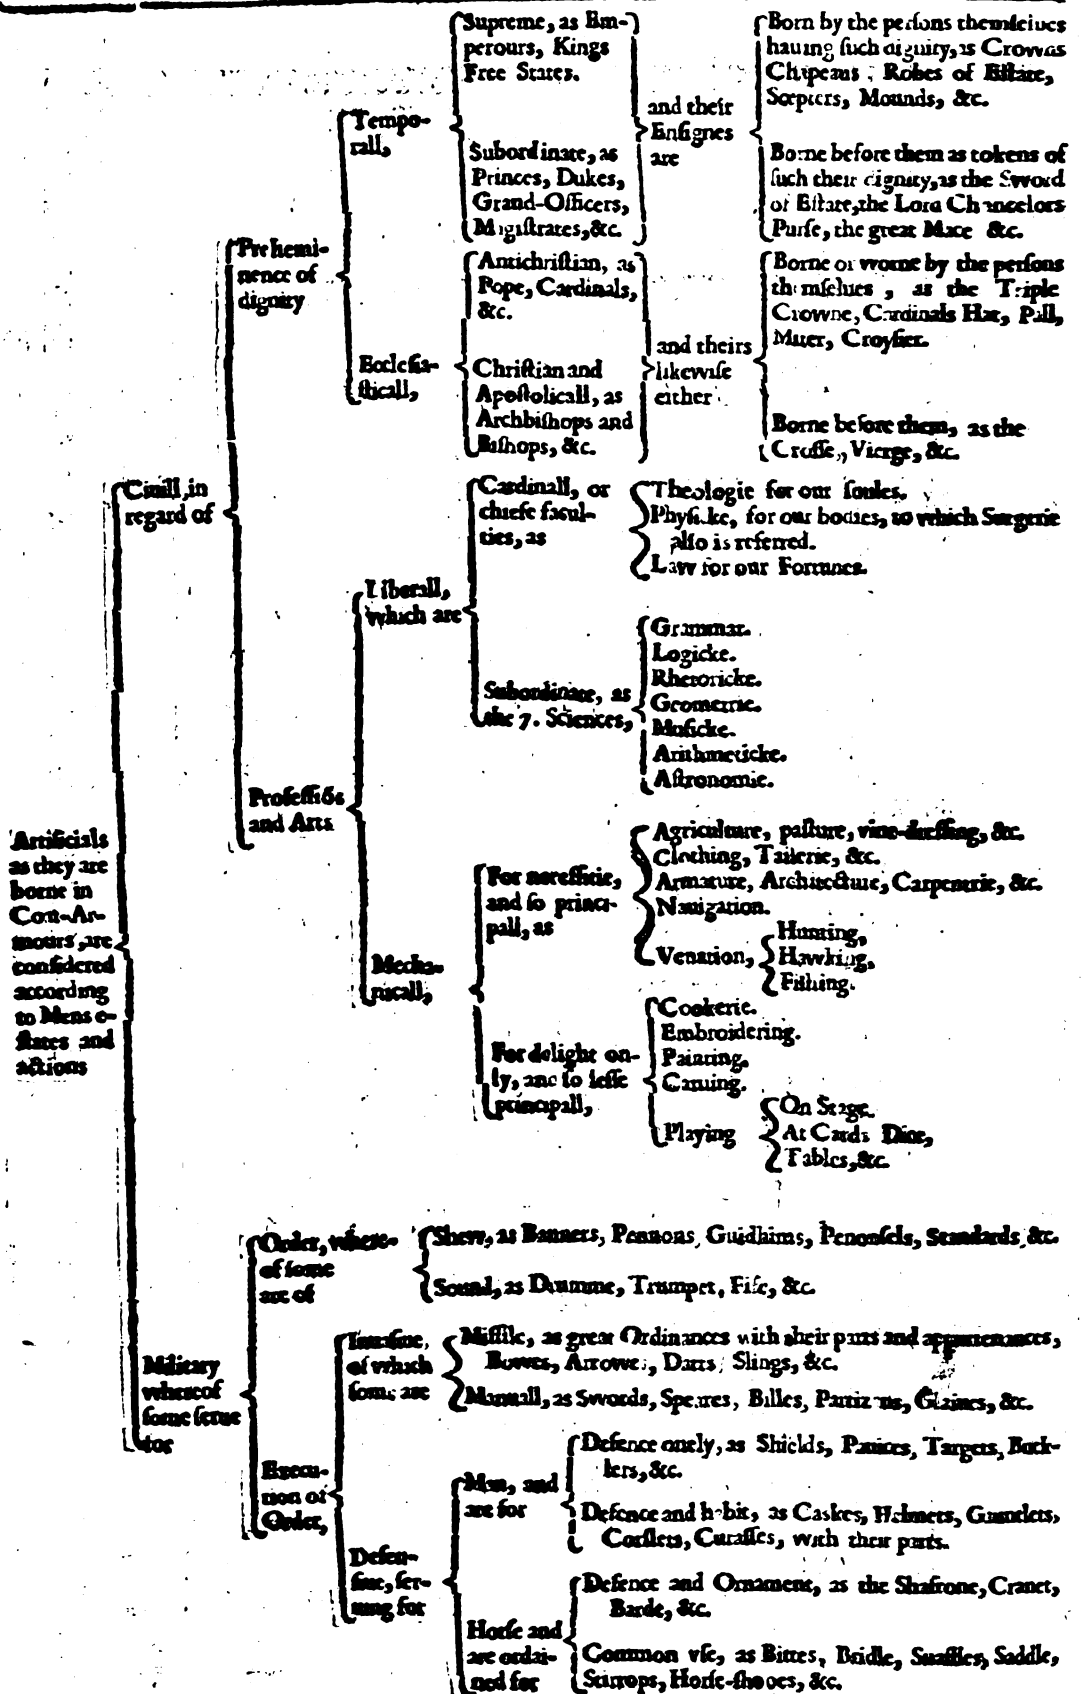 Artificials
as they are
borne in
Cott-Ar-
mours, are
considered
according
to Mens e-
states and
actions
Ciuill, in
regard of
Prehemi-
nence of
dignity
Tempo-
rall,
Supreme, as Em-
perours, Kings
Free States.
Subordinate, as
Princes, Dukes,
Grand-Officers,
Magistrates, &c.
and their
Ensignes
are
Born by the persons themselues
hauing such dignity, as Crowns
Chapeaus, Robes of Estate,
Scepters, Mounds, &c.
Borne before them as tokens of
such their dignity, as the Sword
of Estate, the Lord Chancelors
Purse, the great Mace &c.
Ecclesia-
sticall,
Antichristian, as
Pope, Cardinals,
&c.
Christian and
Apostolicall, as
Archbishops and
Bishops, &c.
and theirs
likewise
either
Borne or worne by the persons
themselues, as the Triple
Crowne, Cardinals Hat, Pall,
Miter, Croysier.
Borne before them, as the
Crosse, Vierge, &c.
Professiõs
and Arts
Liberall,
which are
Cardinall, or
chiefe facul-
ties, as
Theologie for our soules.
Physicke, for our bodies, to which Surgerie
also is referred.
Law for our Fortunes.
Subordinate, as
the 7. Sciences,
Grammar.
Logicke.
Rhetoricke.
Geometrie.
Musicke.
Arithmeticke.
Astronomie.
Mecha-
nicall,
For necessitie,
and so princi-
pall, as
Agriculture, pasture, vine-dressing, &c.
Clothing, Tailerie, &c.
Armature, Architecture, Carpentrie, &c.
Nauigation.
Venation,
Hunting,
Hawking,
Fishing.
For delight on-
ly, and so lesse
principall,
Cookerie.
Embroidering.
Painting.
Caruing.
Playing
On Stage.
At Cards Dice,
Tables, &c.
Military
whereof
some serue
for
Order, where-
of some
are of
Shew, as Banners, Pennons, Guidhims, Penonsels, Standards, &c.
Sound, as Drumme, Trumpet, Fife, &c.
Execu-
tion of
Order,
Inuasiue,
of which
some are
Missile, as great Ordinances with their parts and appurtenances,
Bowes, Arrowes, Darts, Slings, &c.
Manuall, as Swords, Speares, Billes, Partizans, Glaiues, &c.
Defen-
siue, ser-
uing for
Man, and
are for
Defence onely, as Shields, Pauices, Targets, Buck-
lers, &c.
Defence and habit, as Caskes, Helmets, Gauntlets,
Corslets, Curasses, with their parts.
Horse and
are ordai-
ned for
Defence and Ornament, as the Shafrone, Cranet,
Barde, &c.
Common vse, as Bittes, Bridle, Snaffles, Saddle,
Stirrops, Horse-shooes, &c.